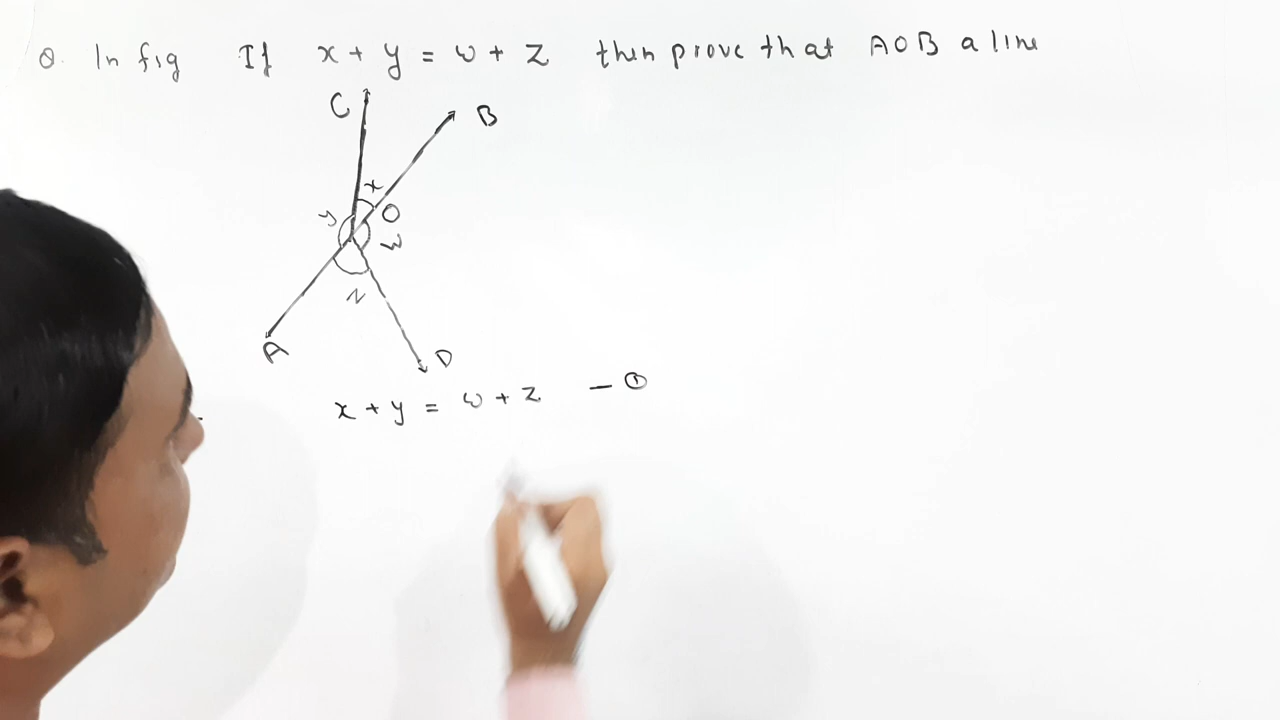 Q. In fig If x + y = w + z then prove that AOB a line
C
B
x
y
O
w
z
A
D
x + y = w + z — ①